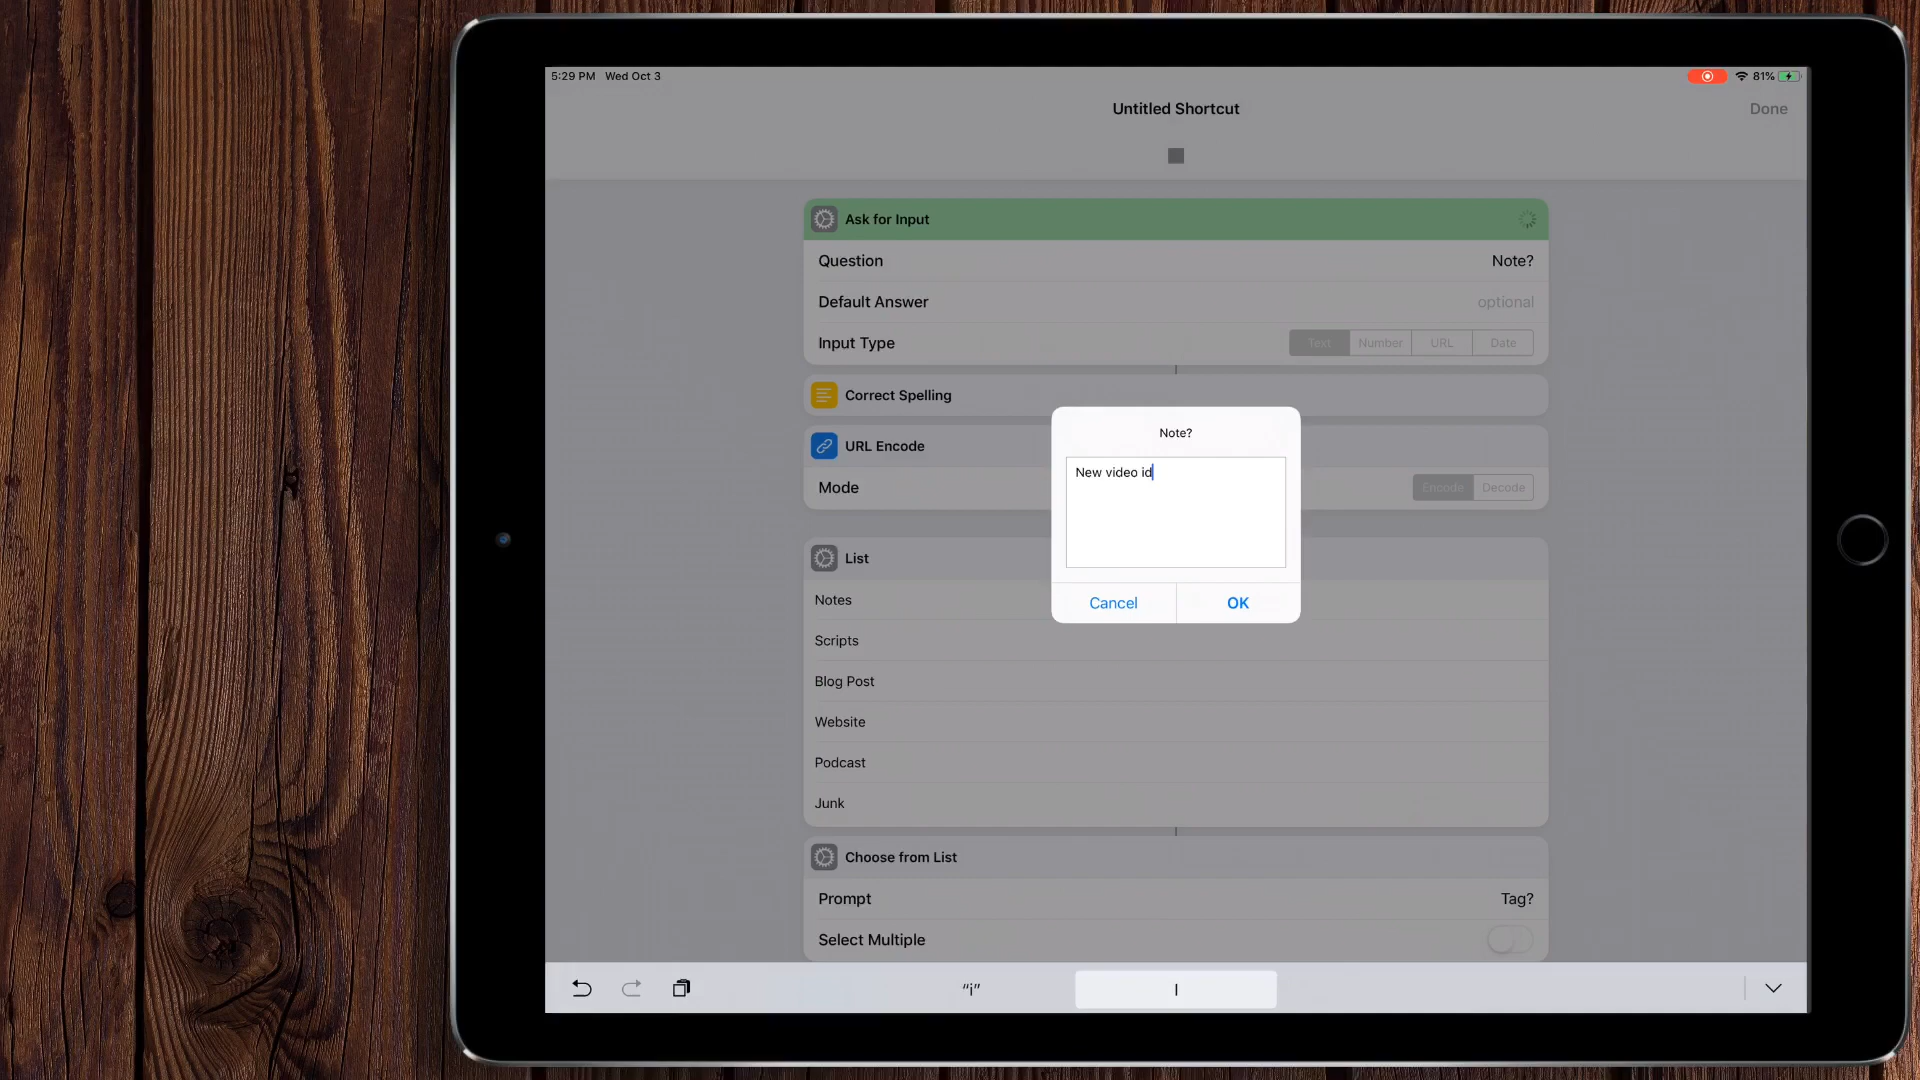 5:29 PM Wed Oct 3
81%
Untitled Shortcut
Done
Ask for Input
Question
Note?
Default Answer
optional
Input Type
Text
Number
URL
Date
Correct Spelling
URL Encode
Mode
Encode
Decode
Note?
New video id
Cancel
OK
List
Notes
Scripts
Blog Post
Website
Podcast
Junk
Choose from List
Prompt
Tag?
Select Multiple
“i”
I